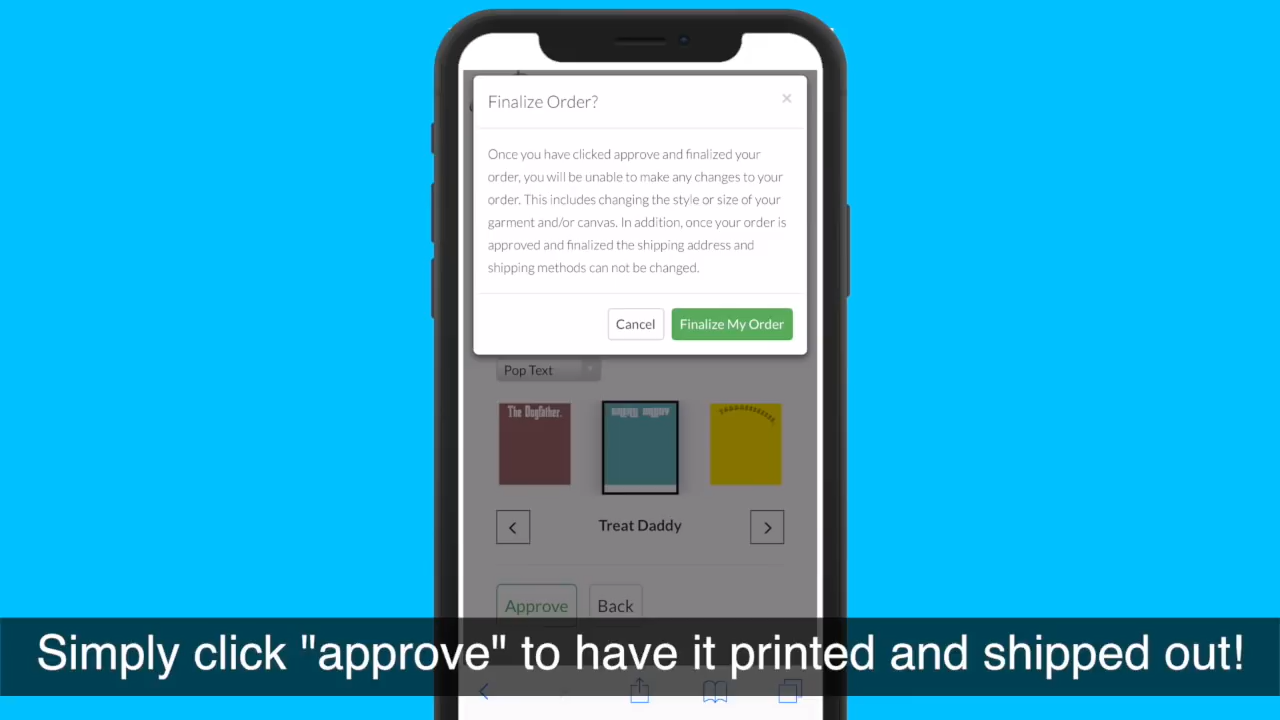 Finalize Order?
×
Once you have clicked approve and finalized your
order, you will be unable to make any changes to your
order. This includes changing the style or size of your
garment and/or canvas. In addition, once your order is
approved and finalized the shipping address and
shipping methods can not be changed.
Cancel
Finalize My Order
Pop Text
The Dogfather.
Treat Daddy
Approve
Back
Simply click "approve" to have it printed and shipped out!